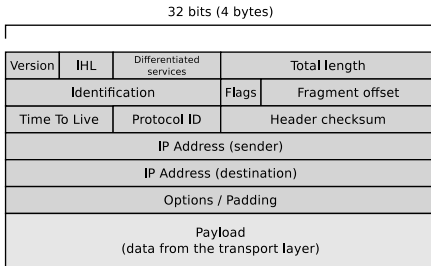 32 bits (4 bytes)
Version IHL Differentiated services Total length
Identification Flags Fragment offset
Time To Live Protocol ID Header checksum
IP Address (sender)
IP Address (destination)
Options / Padding
Payload
(data from the transport layer)